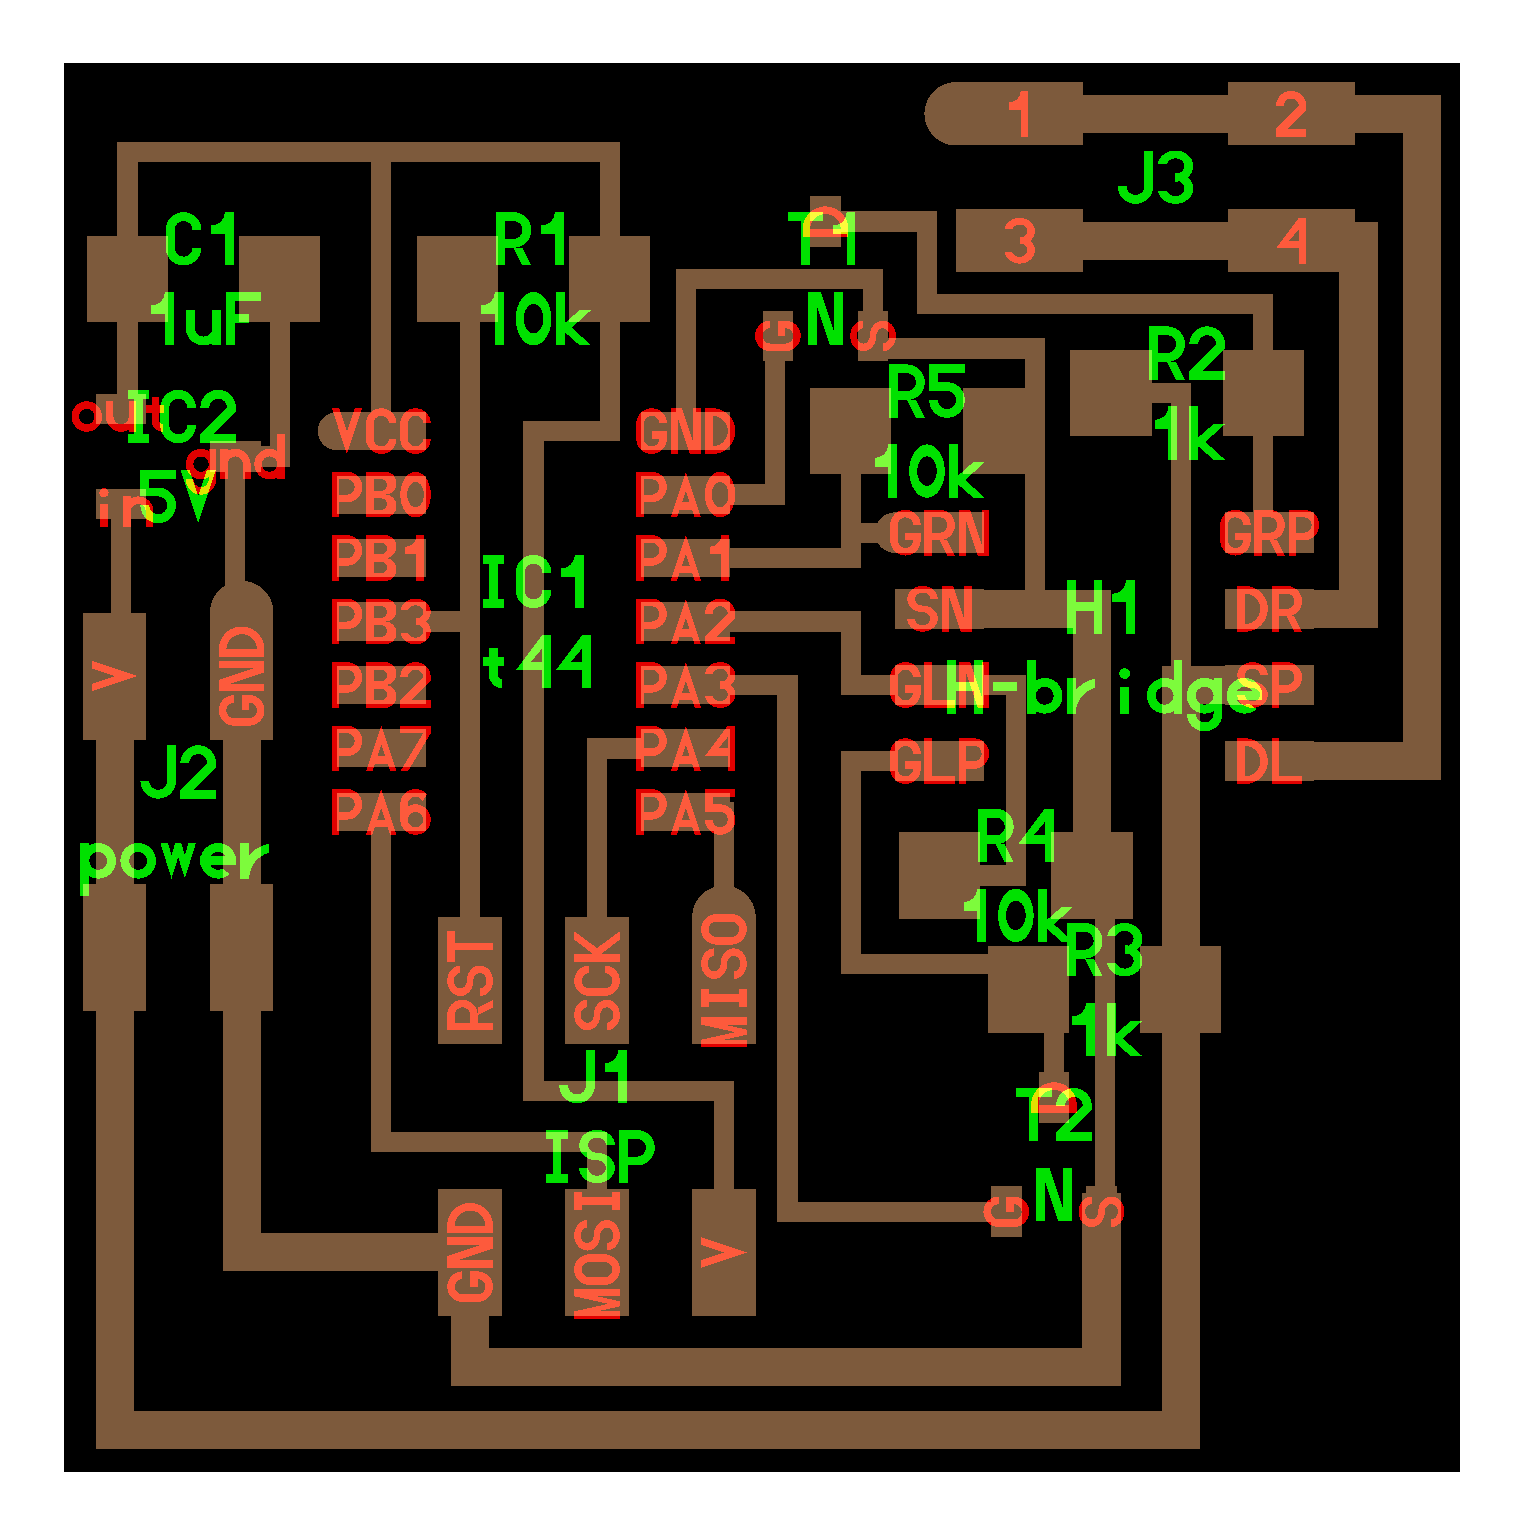 1
2
J3
3
4
C1
1uF
R1
10k
D
T1
N
G
S
R2
1k
R5
10k
out
IC2
gnd
in
5V
VCC
PB0
PB1
PB3
PB2
PA7
PA6
IC1
t44
GND
PA0
PA1
PA2
PA3
PA4
PA5
GRN
SN
GLN
GLP
H1
H-bridge
GRP
DR
SP
DL
V
GND
J2
power
R4
10k
R3
1k
RST
SCK
MISO
J1
ISP
GND
MOSI
V
D
T2
N
G
S